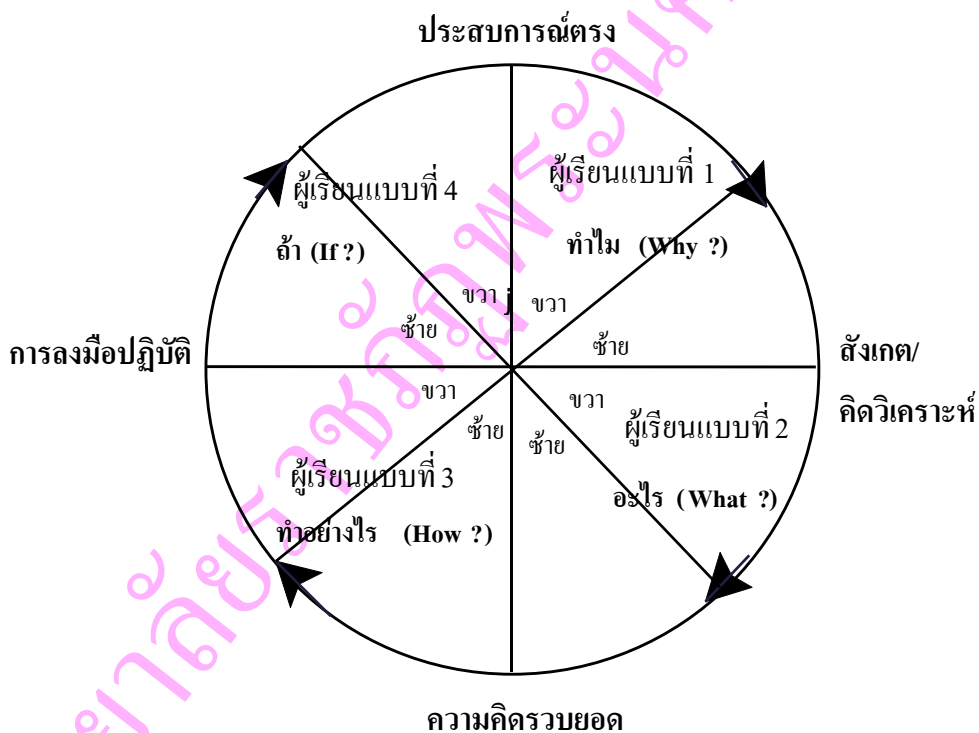 ประสบการณ์ตรง
ผู้เรียนแบบที่ 1
ผู้เรียนแบบที่ 4
ทำไม (Why ?)
ถ้า (If ?)
ขวา j ขวา
ซ้าย
ซ้าย
การลงมือปฏิบัติ
สังเกต/
คิดวิเคราะห์
ขวา
ขวา
ซ้าย
ซ้าย
ผู้เรียนแบบที่ 2
ผู้เรียนแบบที่ 3
อะไร (What ?)
ทำอย่างไร (How ?)
ความคิดรวบยอด